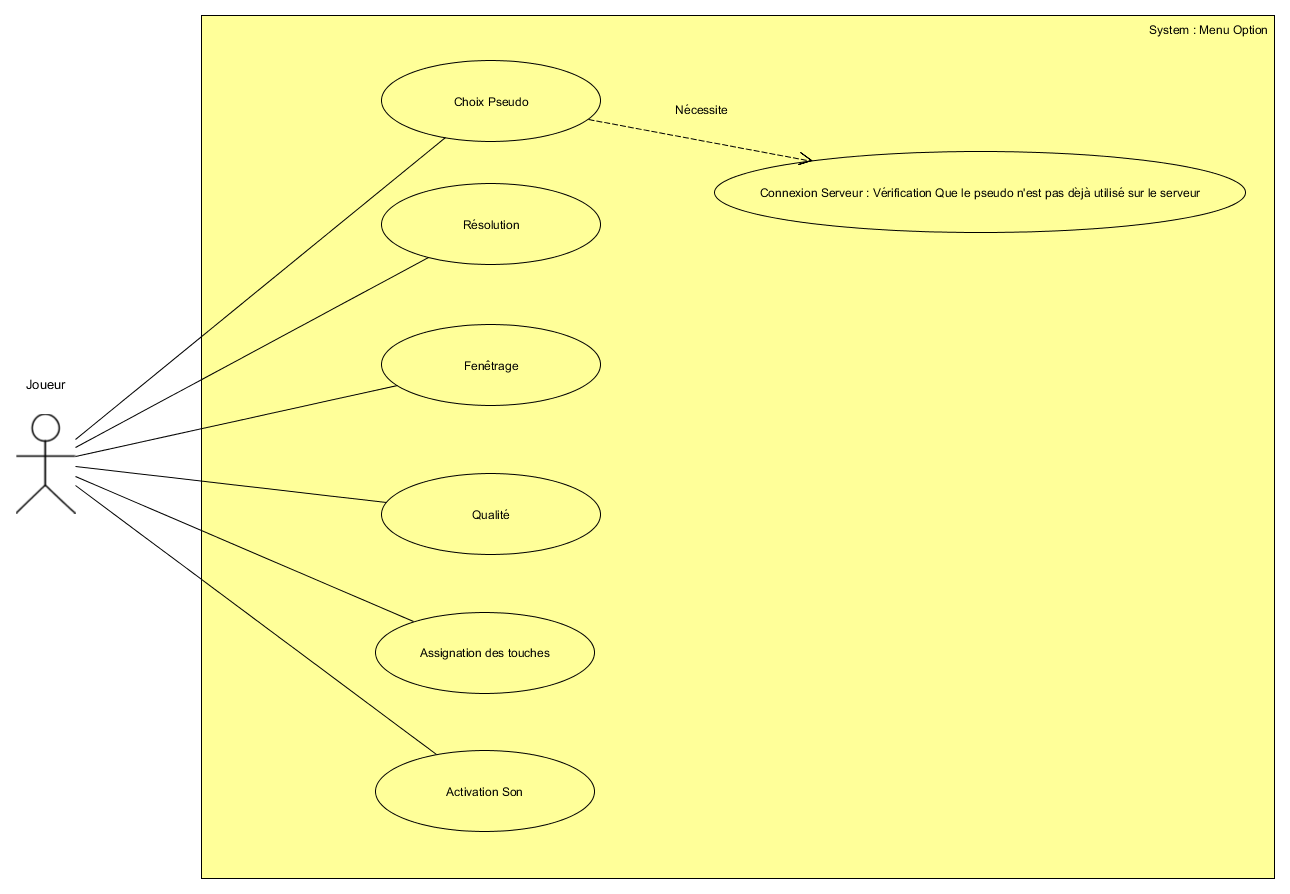 System : Menu Option
Choix Pseudo
Nécessite
Connexion Serveur : Vérification Que le pseudo n'est pas dèjà utilisé sur le serveur
Résolution
Fenêtrage
Joueur
Qualité
Assignation des touches
Activation Son